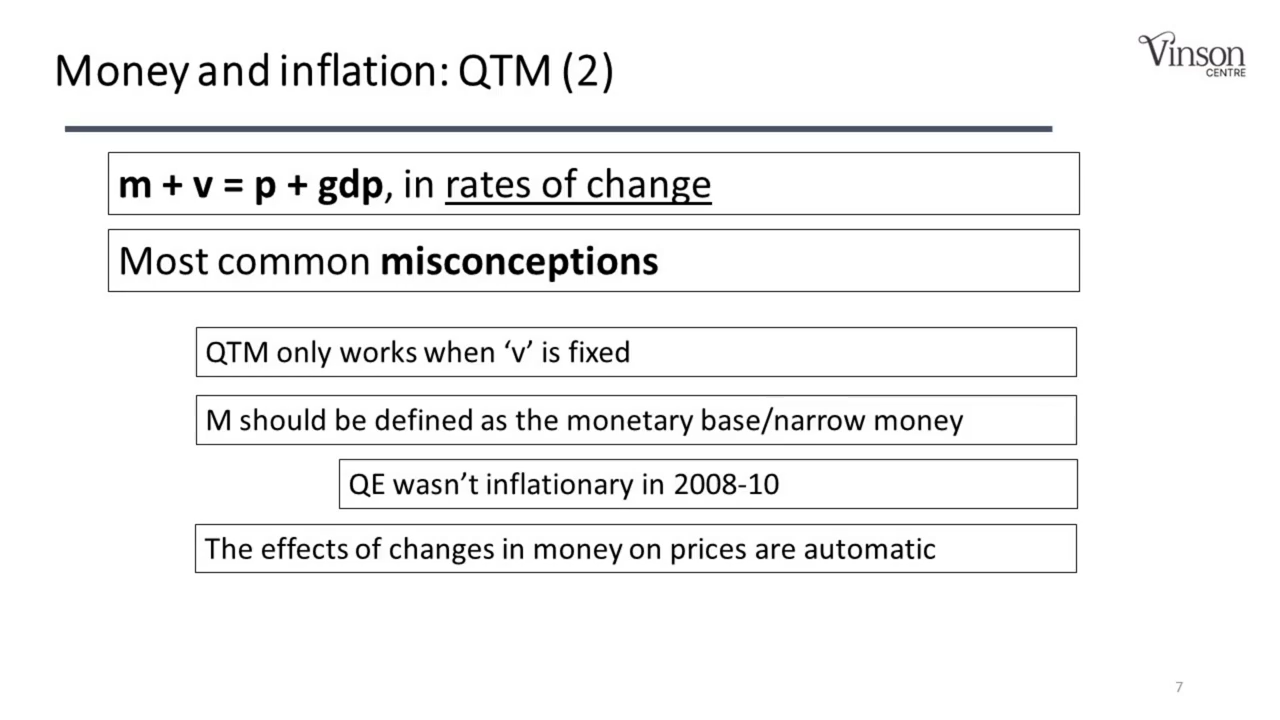 Money and inflation: QTM (2)
Vinson
CENTRE
m + v = p + gdp, in rates of change
Most common misconceptions
QTM only works when ‘v’ is fixed
M should be defined as the monetary base/narrow money
QE wasn’t inflationary in 2008-10
The effects of changes in money on prices are automatic
7